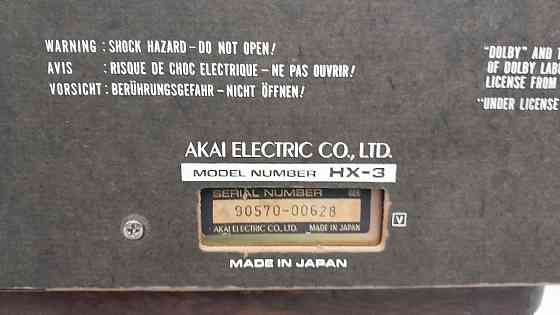 WARNING : SHOCK HAZARD – DO NOT OPEN!
AVIS : RISQUE DE CHOC ELECTRIQUE – NE PAS OUVRIR!
VORSICHT : BERÜHRUNGSGEFAHR – NICHT ÖFFNEN!
"DOLBY" AND
OF DOLBY LAB
LICENSE FROM
"UNDER LICENSE
AKAI ELECTRIC CO., LTD.
MODEL NUMBER HX-3
SERIAL NUMBER
90570-00628
AKAI ELECTRIC CO., LTD. MADE IN JAPAN
V
MADE IN JAPAN